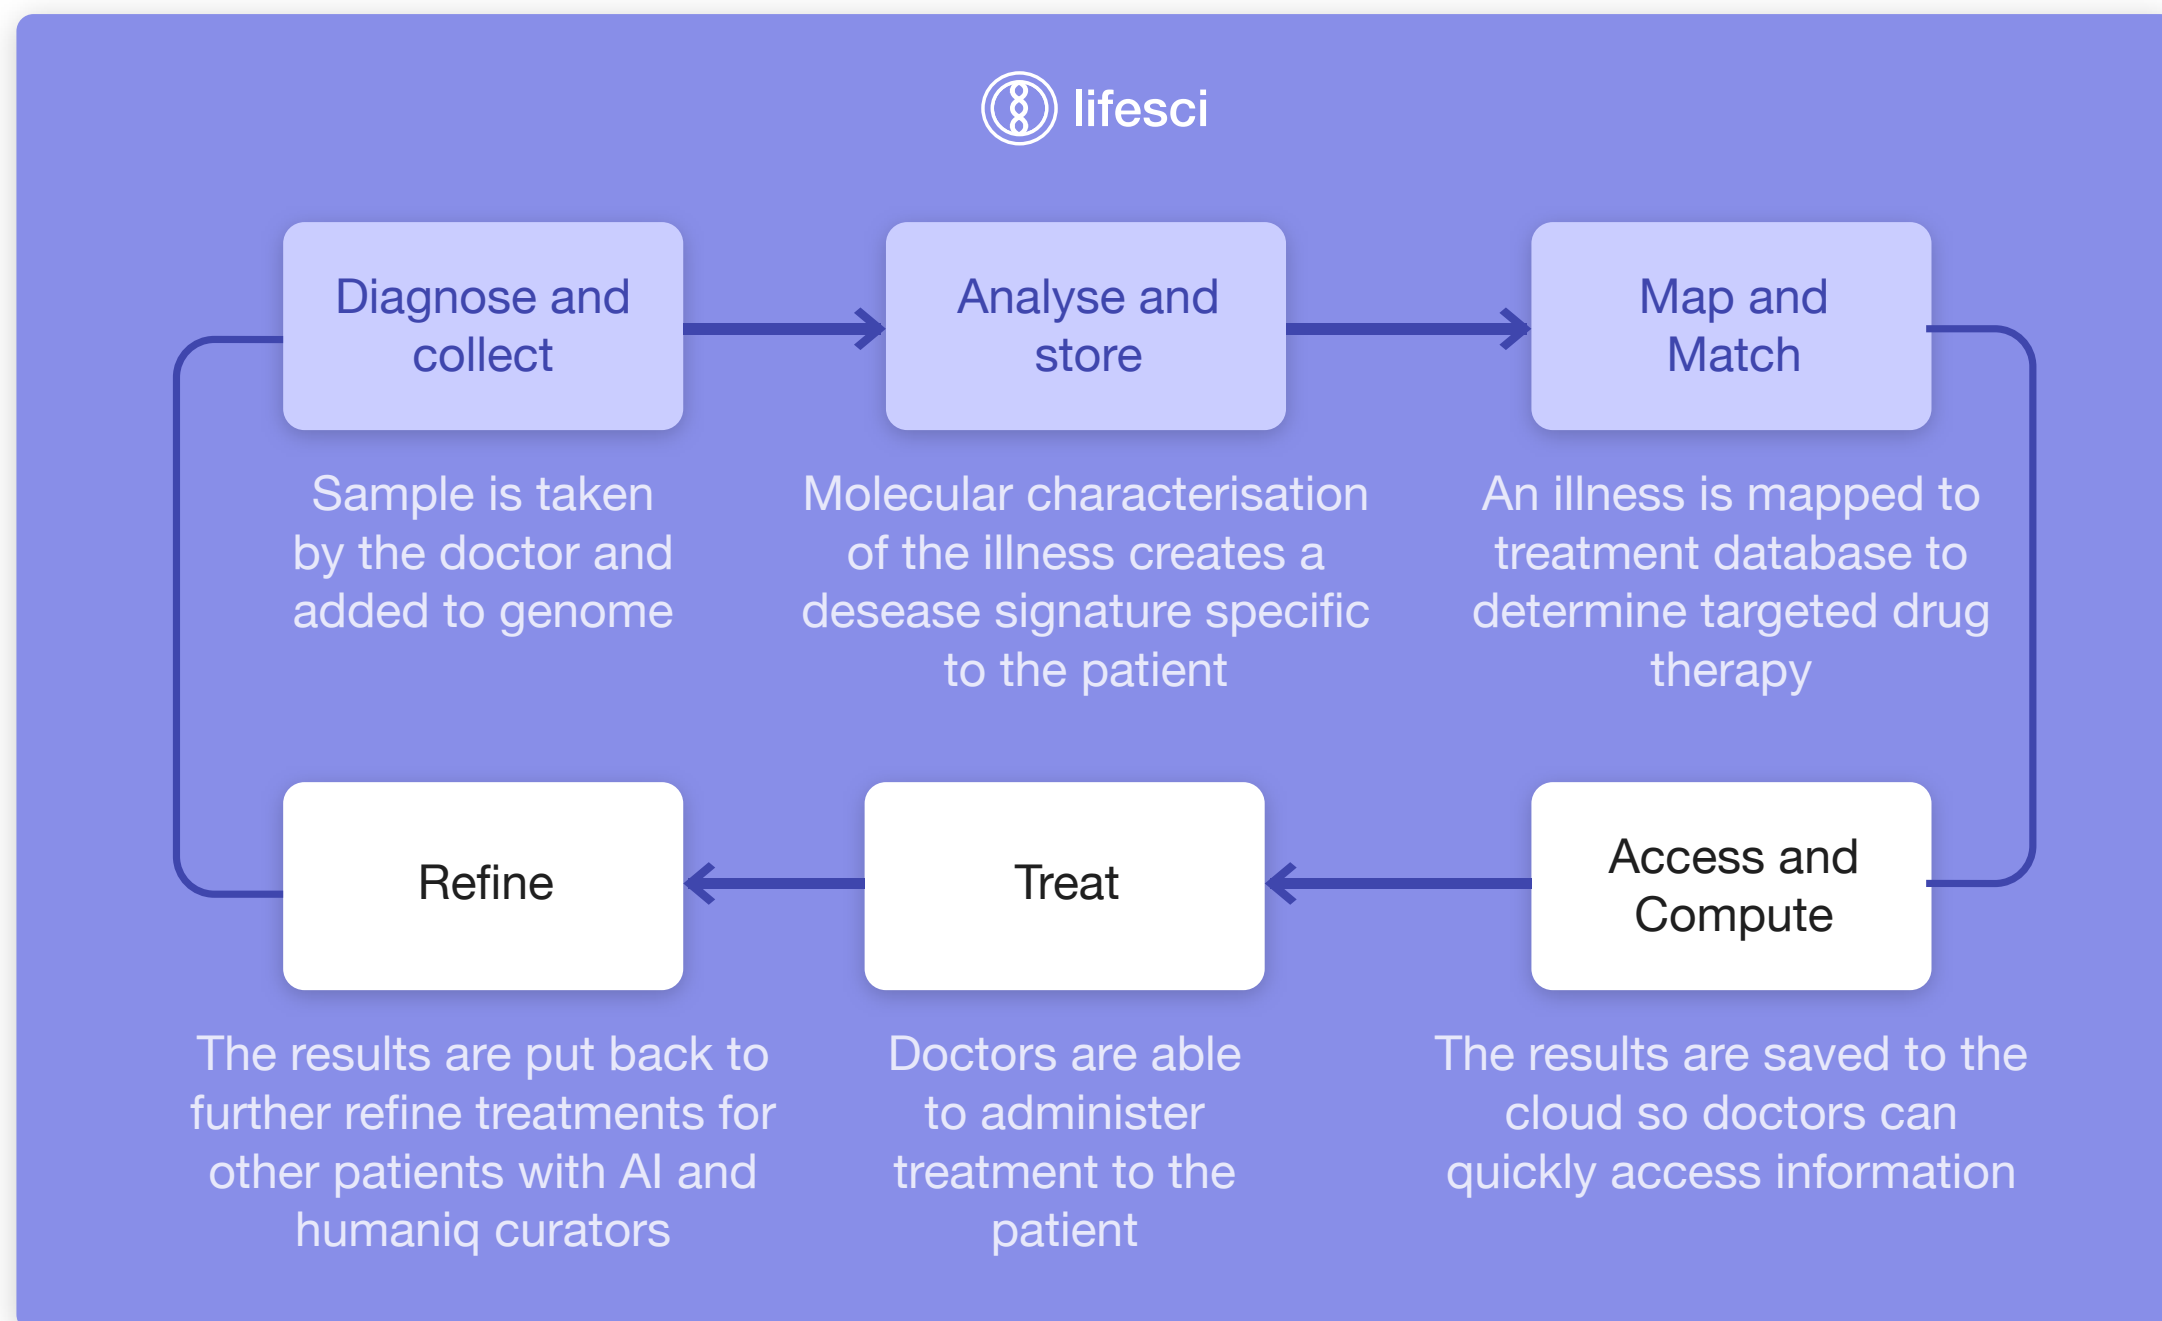 lifesci
Diagnose and
collect
Sample is taken
by the doctor and
added to genome
Analyse and
store
Molecular characterisation
of the illness creates a
desease signature specific
to the patient
Map and
Match
An illness is mapped to
treatment database to
determine targeted drug
therapy
Access and
Compute
The results are saved to the
cloud so doctors can
quickly access information
Treat
Doctors are able
to administer
treatment to the
patient
Refine
The results are put back to
further refine treatments for
other patients with AI and
humaniq curators